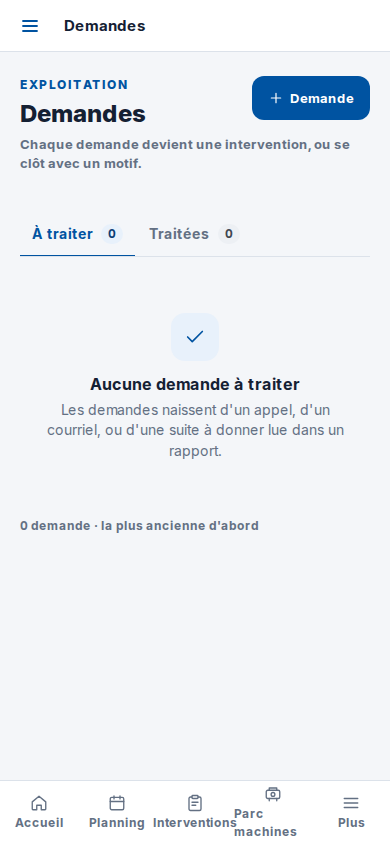 Demandes
EXPLOITATION
Demandes
Demande
Chaque demande devient une intervention, ou se
clôt avec un motif.
À traiter 0 Traitées 0
Aucune demande à traiter
Les demandes naissent d'un appel, d'un
courriel, ou d'une suite à donner lue dans un
rapport.
0 demande · la plus ancienne d'abord
Accueil Planning Interventions Parc machines Plus